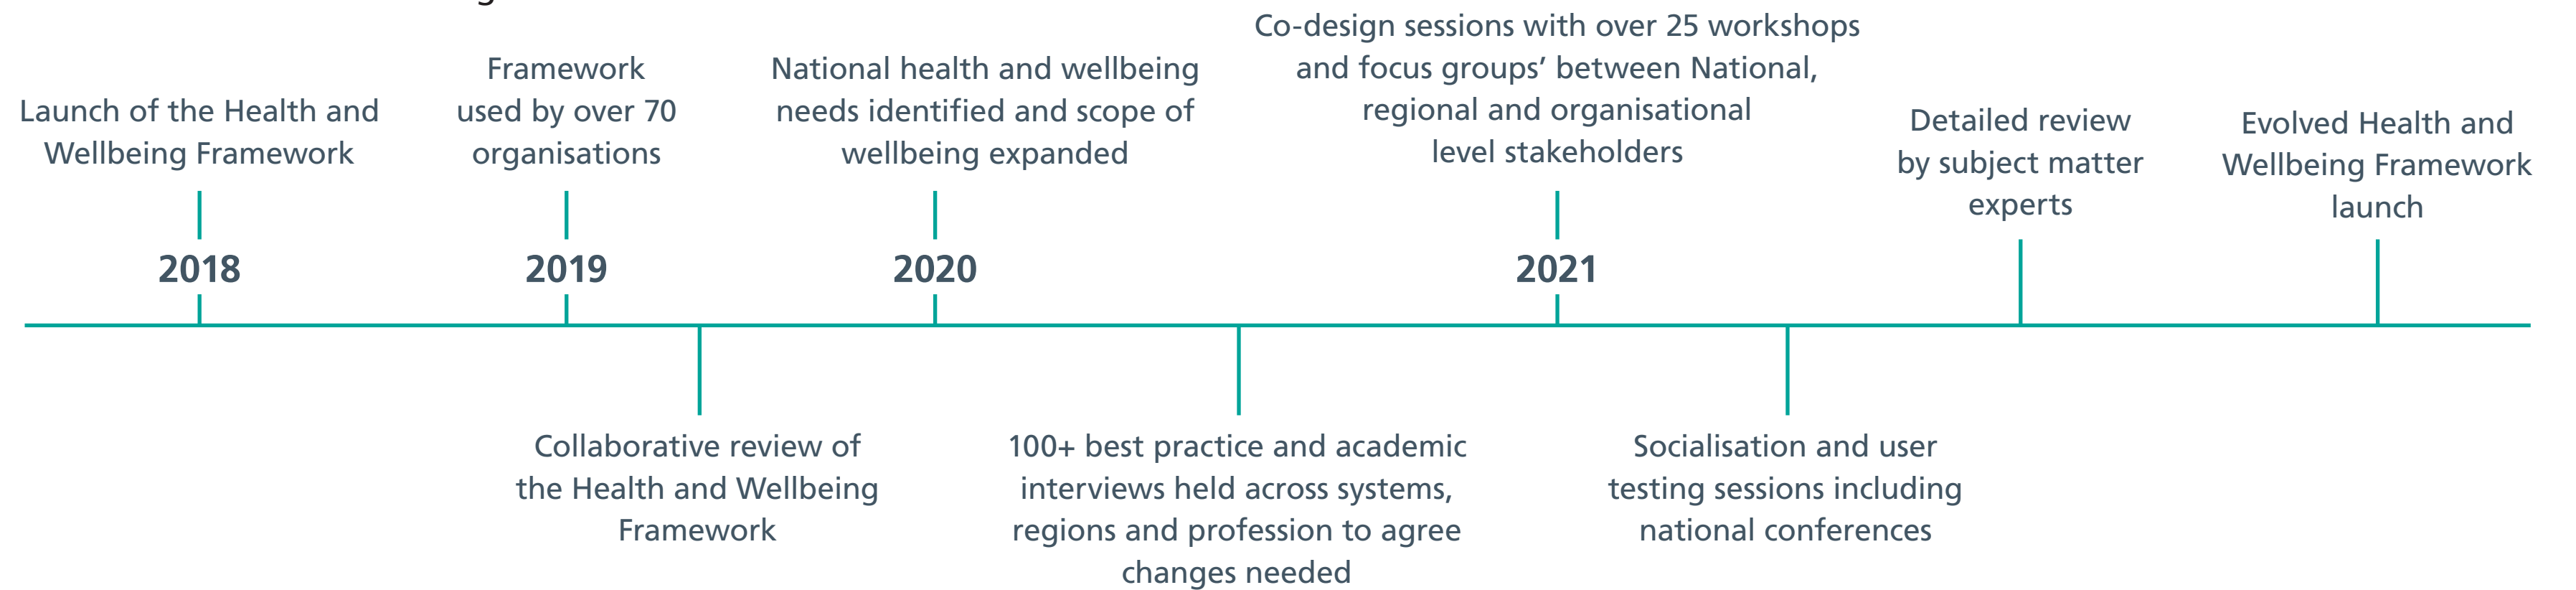 Launch of the Health and
Wellbeing Framework
2018
Framework
used by over 70
organisations
2019
Collaborative review of
the Health and Wellbeing
Framework
National health and wellbeing
needs identified and scope of
wellbeing expanded
2020
100+ best practice and academic
interviews held across systems,
regions and profession to agree
changes needed
Co-design sessions with over 25 workshops
and focus groups’ between National,
regional and organisational
level stakeholders
2021
Socialisation and user
testing sessions including
national conferences
Detailed review
by subject matter
experts
Evolved Health and
Wellbeing Framework
launch